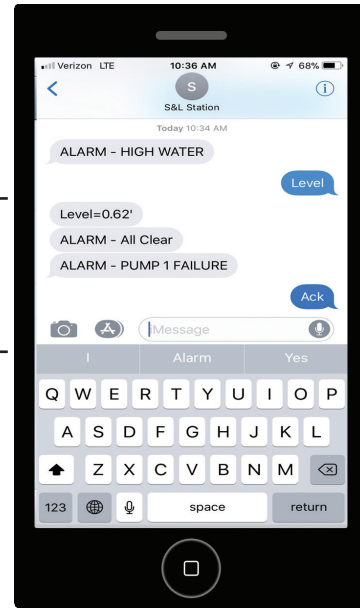 Verizon LTE 10:36 AM 68%
S
S&L Station
Today 10:34 AM
ALARM - HIGH WATER
Level
Level=0.62'
ALARM - All Clear
ALARM - PUMP 1 FAILURE
Ack
iMessage
I Alarm Yes
Q W E R T Y U I O P
A S D F G H J K L
Z X C V B N M
123 space return